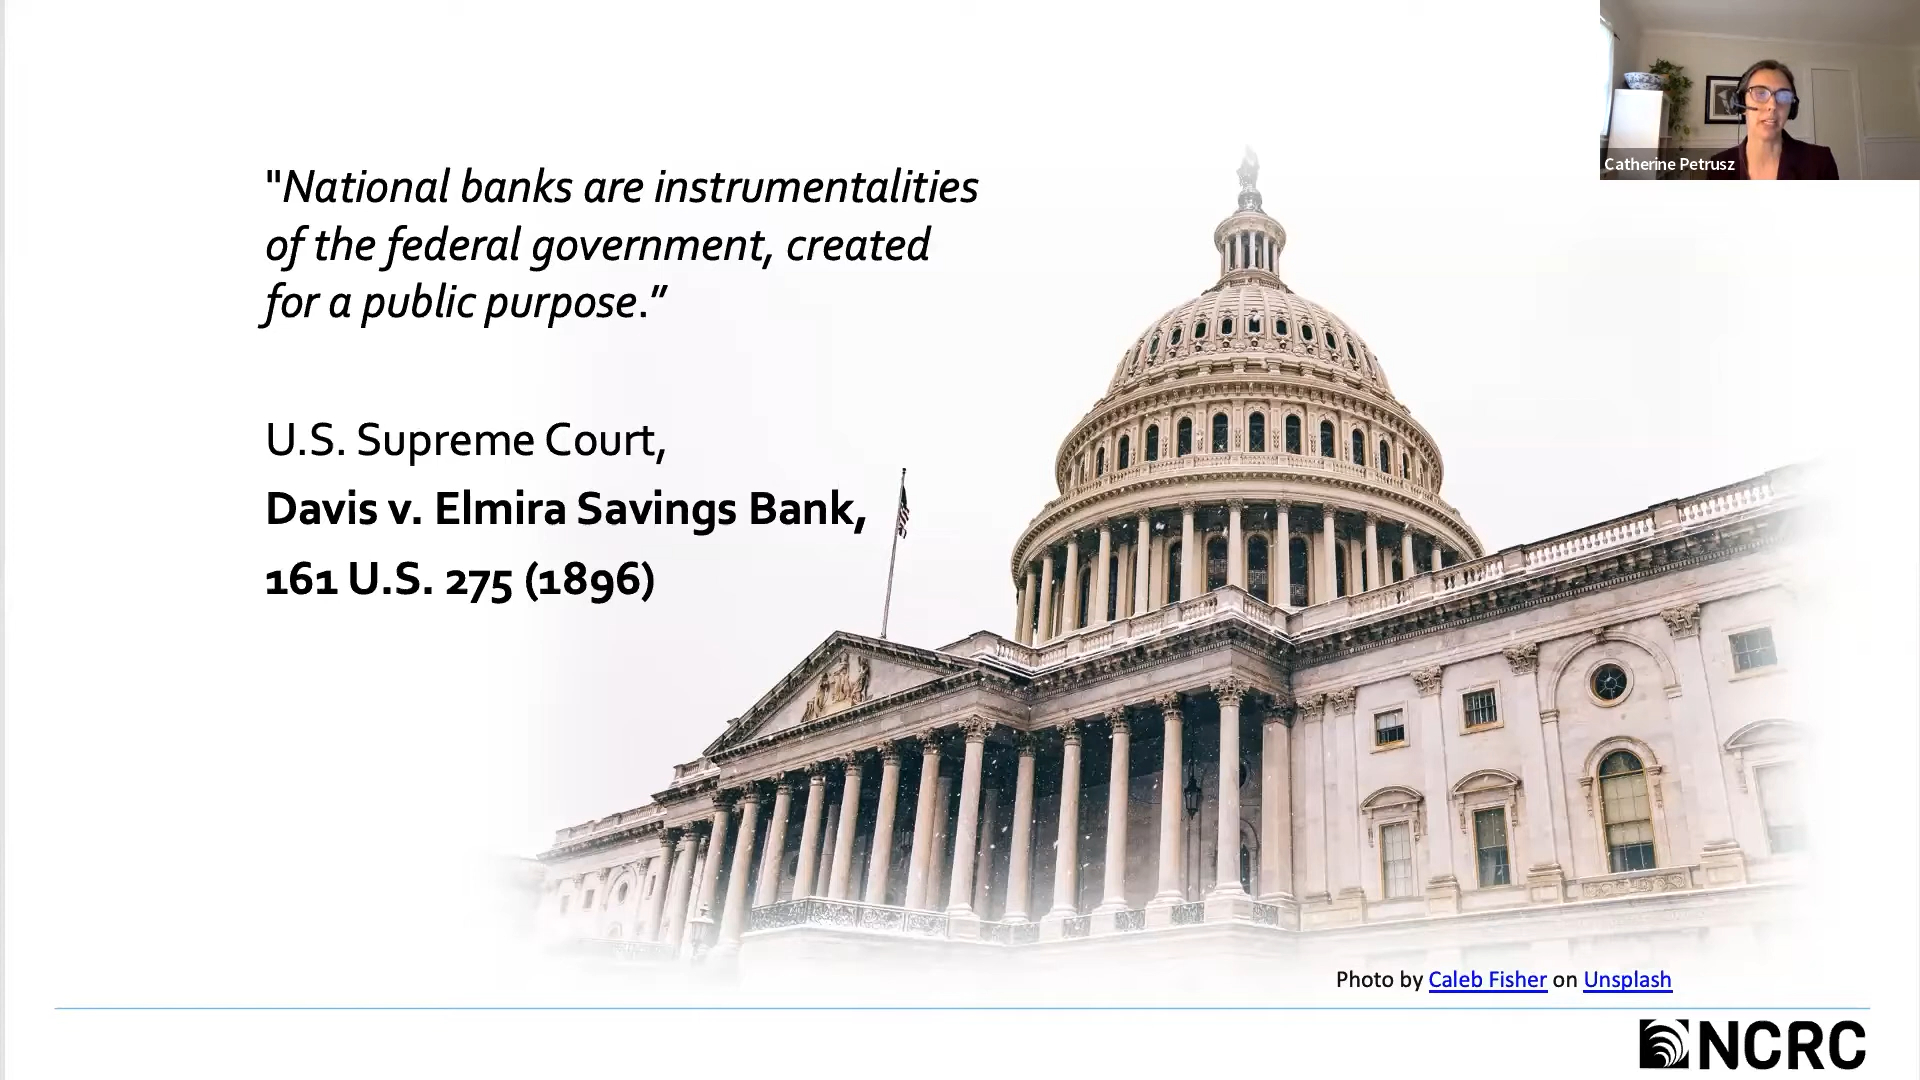 "National banks are instrumentalities
of the federal government, created
for a public purpose.”
U.S. Supreme Court,
Davis v. Elmira Savings Bank,
161 U.S. 275 (1896)
Catherine Petrusz
Photo by Caleb Fisher on Unsplash
NCRC